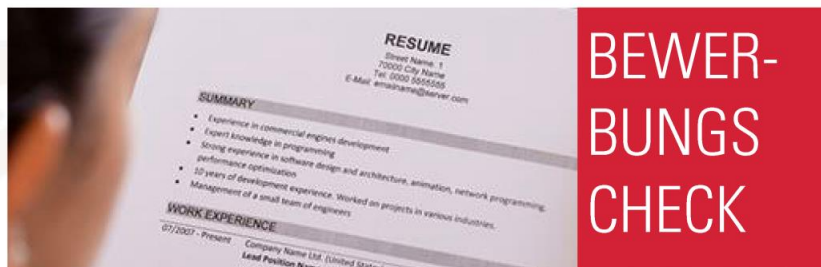 RESUME
Street Name. 1
70000 City Name
Tel: 0000 5555555
E-Mail: emailname@server.com
SUMMARY
• Experience in commercial engines development
• Expert knowledge in programming
• Strong experience in software design and architecture, animation, network programming,
performance optimization
• 10 years of development experience. Worked on projects in various industries.
• Management of a small team of engineers
WORK EXPERIENCE
07/2007 - Present Company Name Ltd. (United
Lead Position
BEWER-
BUNGS
CHECK